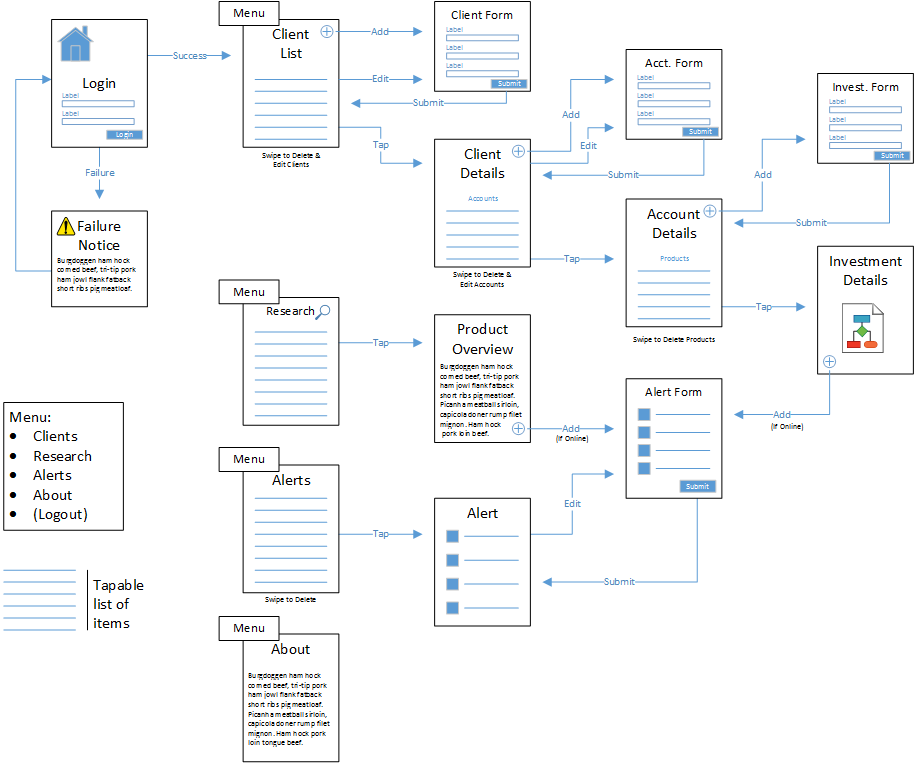 Menu
Client
List
Swipe to Delete &
Edit Clients
Login
Label
Label
Login
Success
Failure
Failure
Notice
Burgdoggen ham hock
corned beef, tri-tip pork
ham jowl flank fatback
short ribs pig meatloaf.
Add
Edit
Submit
Tap
Client Form
Label
Label
Label
Submit
Client
Details
Accounts
Swipe to Delete &
Edit Accounts
Add
Edit
Submit
Tap
Acct. Form
Label
Label
Label
Submit
Account
Details
Products
Swipe to Delete Products
Add
Submit
Tap
Invest. Form
Label
Label
Label
Submit
Investment
Details
Add
(If Online)
Menu
Research
Tap
Product
Overview
Burgdoggen ham hock
corned beef, tri-tip pork
ham jowl flank fatback
short ribs pig meatloaf.
Picanha meatball sirloin,
capicola doner rump filet
mignon. Ham hock
pork loin beef.
Add
(If Online)
Alert Form
Submit
Menu:
• Clients
• Research
• Alerts
• About
• (Logout)
Menu
Alerts
Swipe to Delete
Tap
Alert
Edit
Submit
Tapable
list of
items
Menu
About
Burgdoggen ham hock
corned beef, tri-tip pork
ham jowl flank fatback
short ribs pig meatloaf.
Picanha meatball sirloin,
capicola doner rump filet
mignon. Ham hock pork
loin tongue beef.